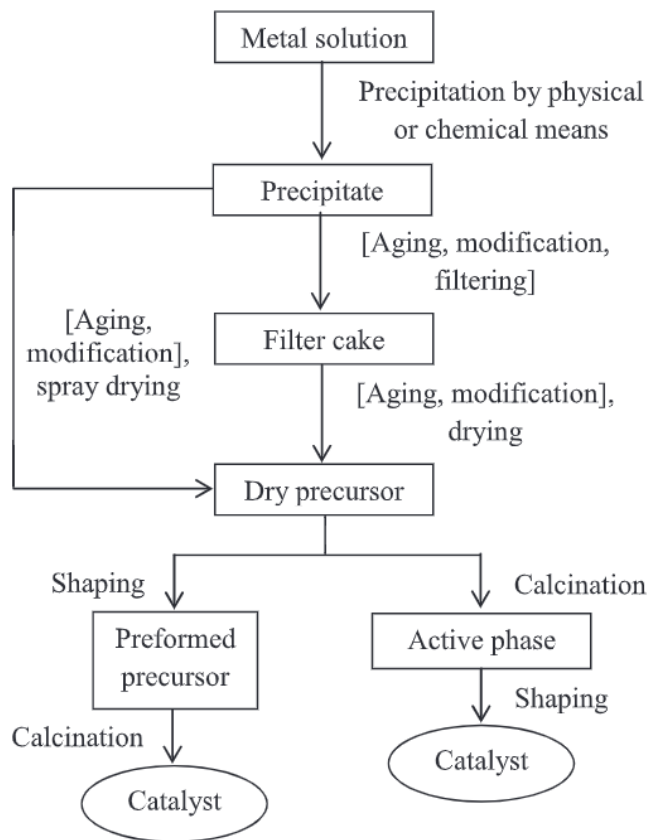 Metal solution
Precipitation by physical
or chemical means
Precipitate
[Aging, modification,
filtering]
[Aging,
modification],
spray drying
Filter cake
[Aging, modification],
drying
Dry precursor
Shaping
Calcination
Preformed
precursor
Active phase
Calcination
Shaping
Catalyst
Catalyst